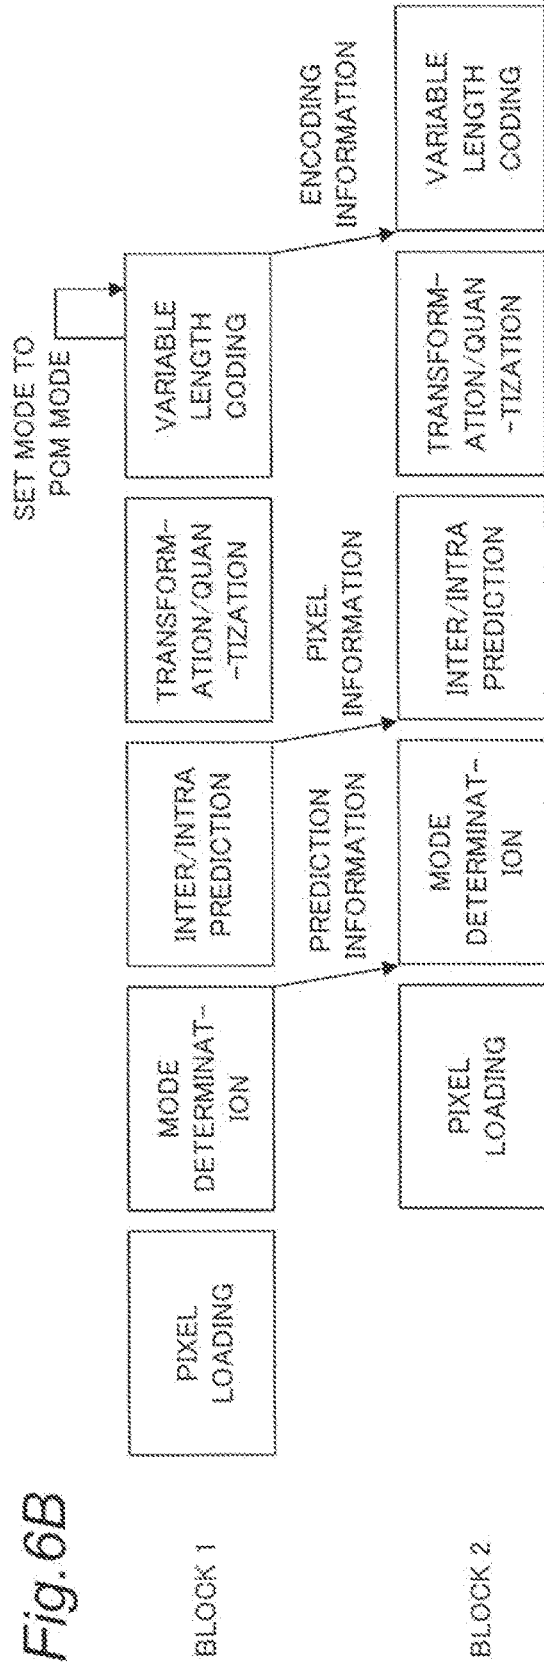 Fig.6B
SET MODE TO
PCM MODE
BLOCK 1
PIXEL
LOADING
MODE
DETERMINAT-
ION
INTER/INTRA
PREDICTION
TRANSFORM-
ATION/QUAN
-TIZATION
VARIABLE
LENGTH
CODING
PREDICTION
INFORMATION
PIXEL
INFORMATION
ENCODING
INFORMATION
BLOCK 2
PIXEL
LOADING
MODE
DETERMINAT-
ION
INTER/INTRA
PREDICTION
TRANSFORM-
ATION/QUAN
-TIZATION
VARIABLE
LENGTH
CODING